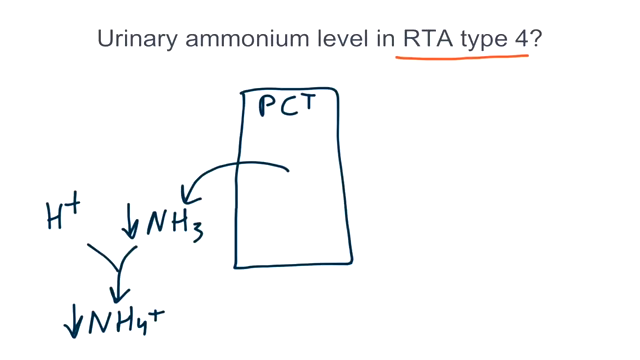 Urinary ammonium level in RTA type 4?
PCT
H+
↓NH3
↓NH4+